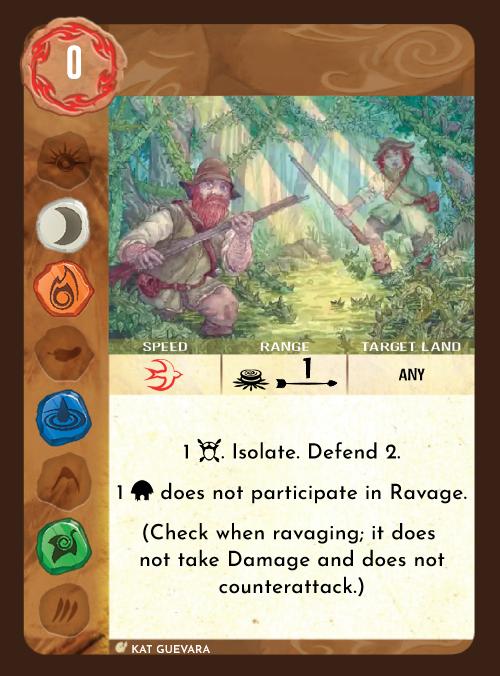 0
SPEED RANGE TARGET LAND
1 ANY
1 . Isolate. Defend 2.
1 does not participate in Ravage.
(Check when ravaging; it does
not take Damage and does not
counterattack.)
KAT GUEVARA